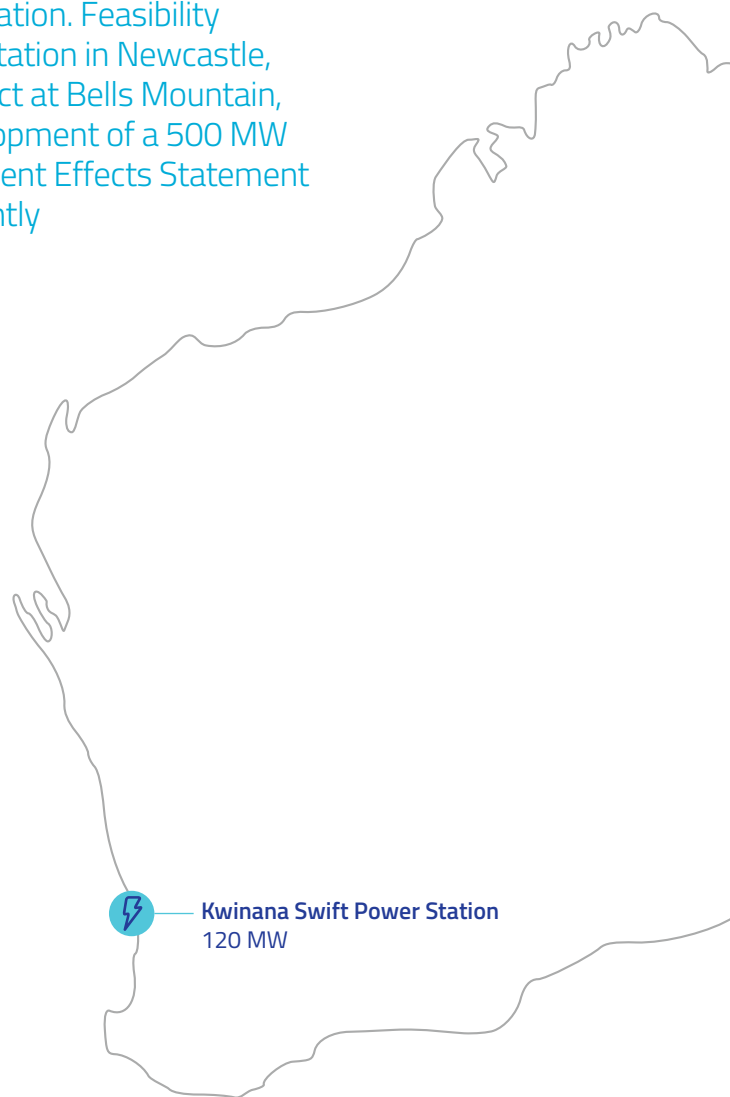 ation. Feasibility
tation in Newcastle,
ct at Bells Mountain,
opment of a 500 MW
ent Effects Statement
ntly
Kwinana Swift Power Station
120 MW